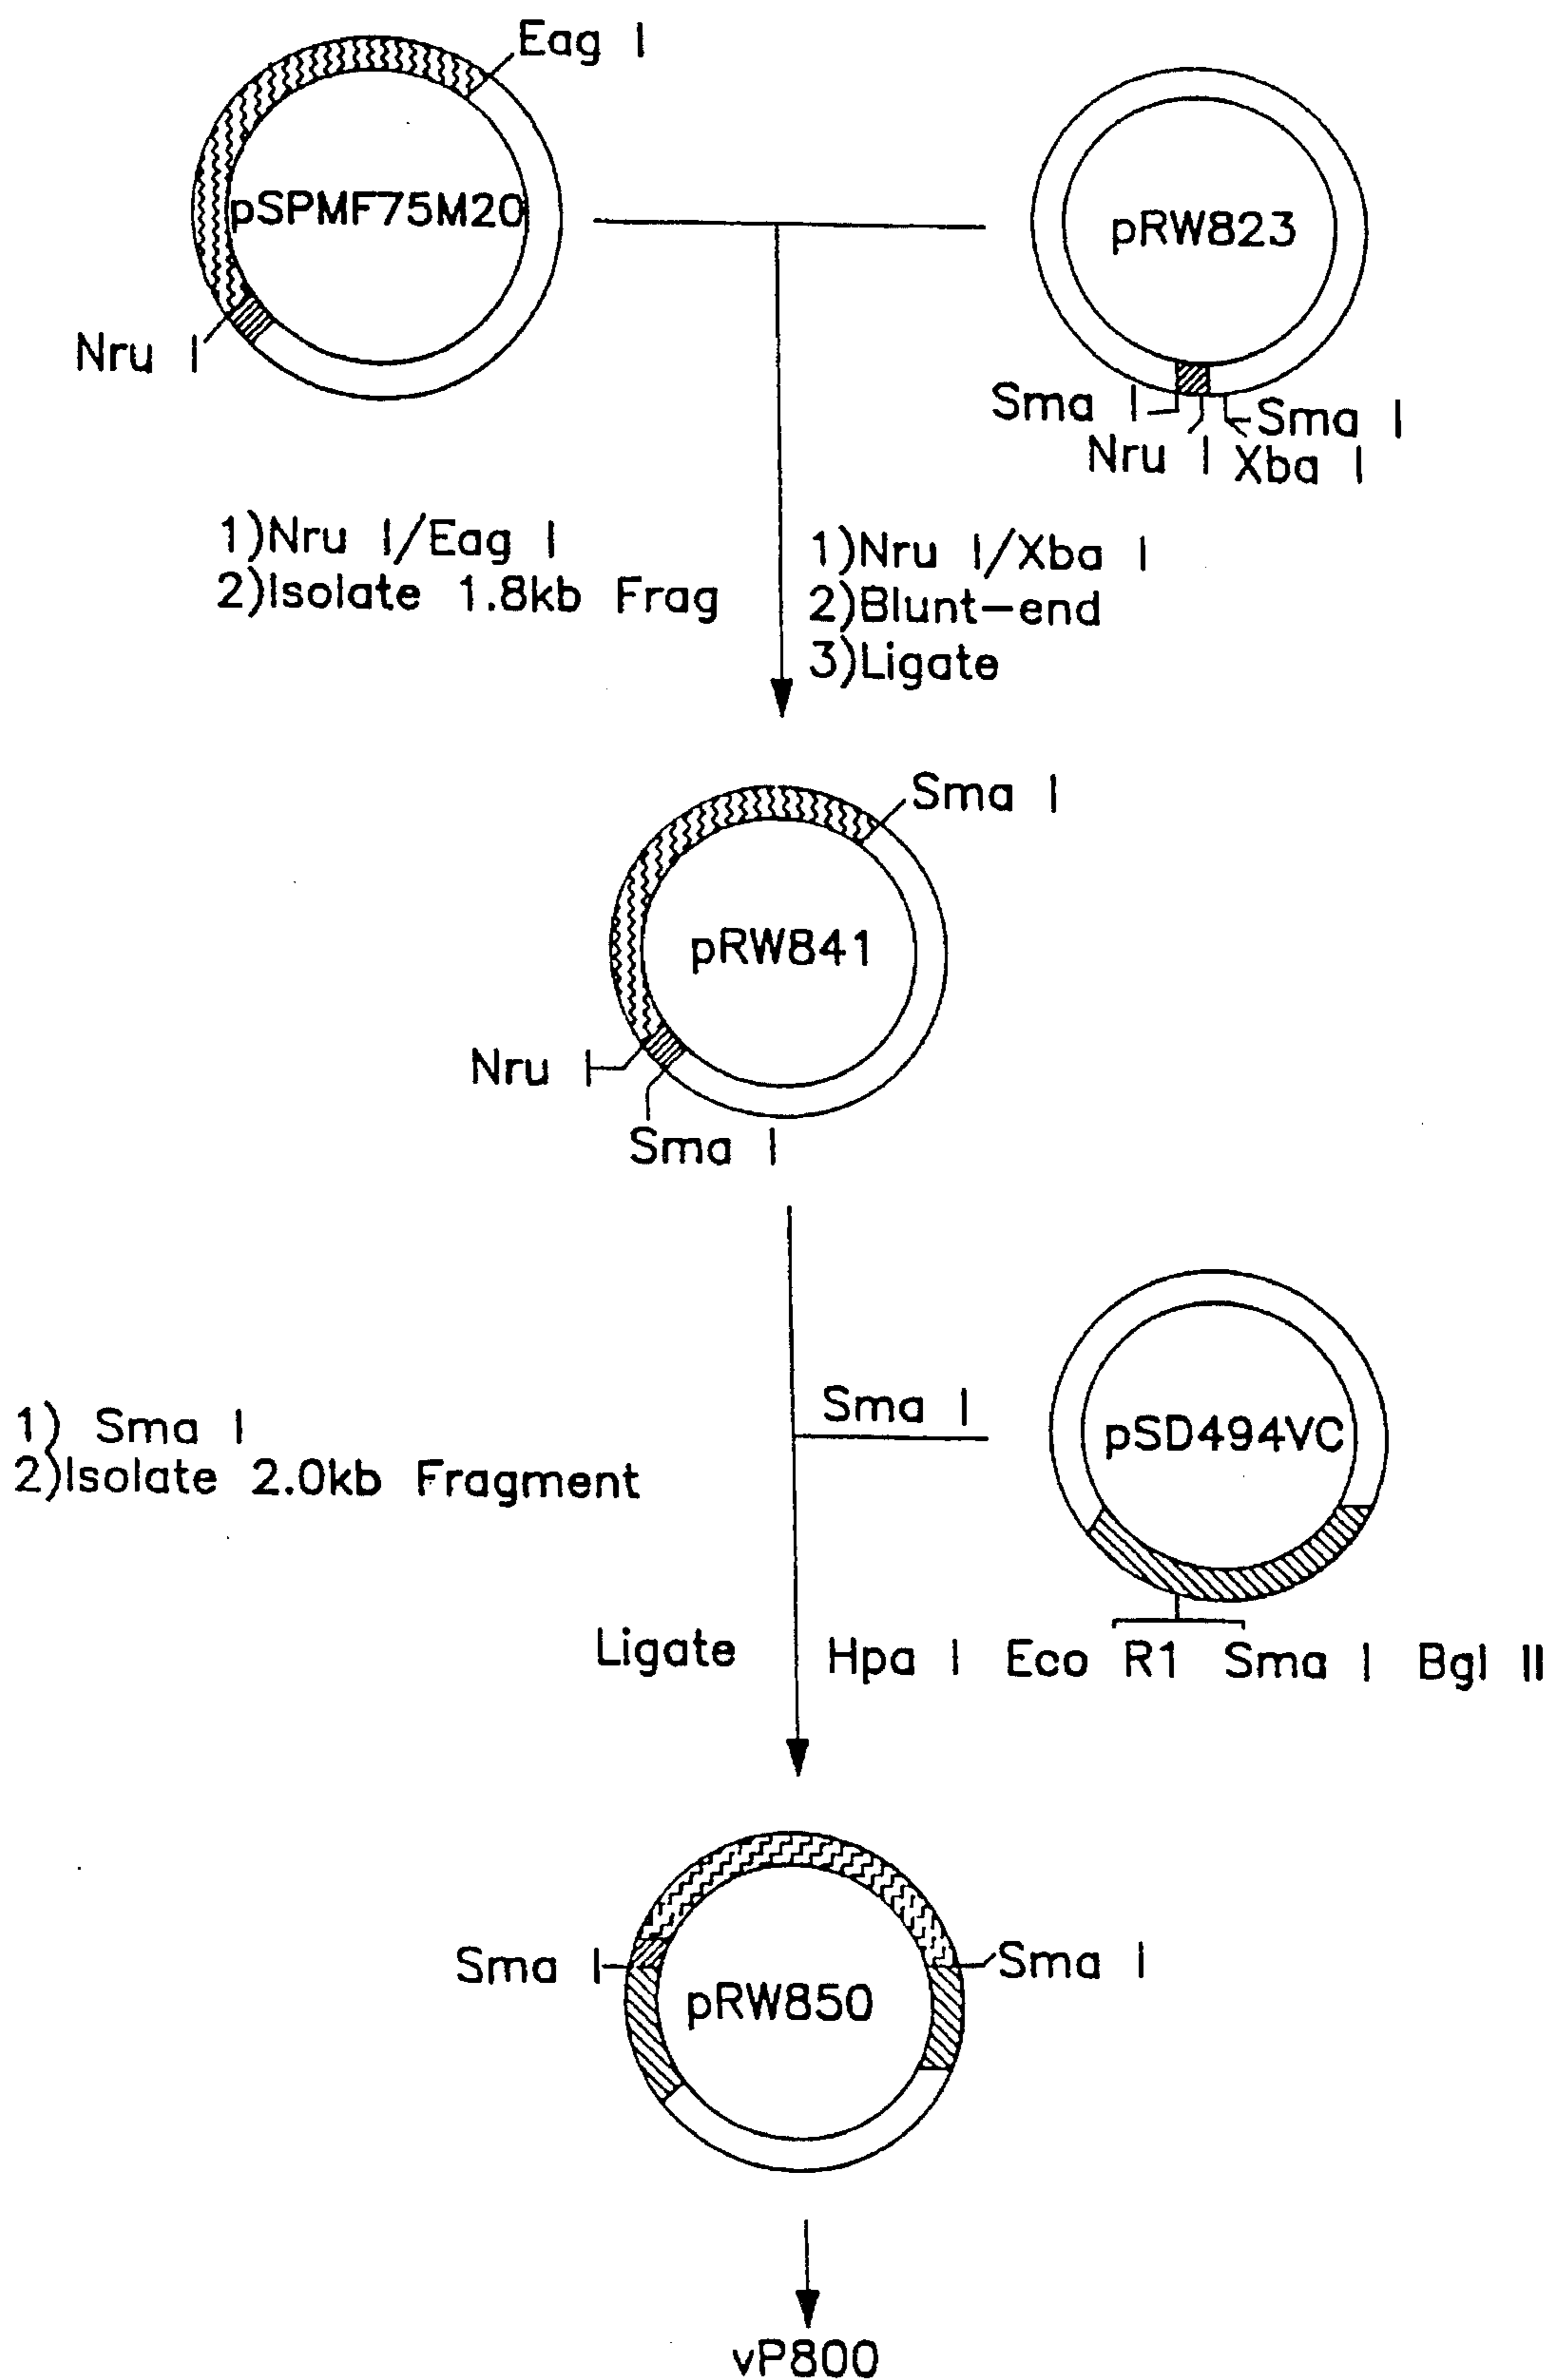 Eag I
pSPMF75M20
Nru I
pRW823
Sma I
Sma I
Nru I
Xba I
1)Nru I/Eag I
2)Isolate 1.8kb Frag
1)Nru I/Xba I
2)Blunt-end
3)Ligate
Sma I
pRW841
Nru I
Sma I
Sma I
pSD494VC
1) Sma I
2)Isolate 2.0kb Fragment
Ligate
Hpa I Eco R1 Sma I Bgl II
Sma I
Sma I
pRW850
vP800